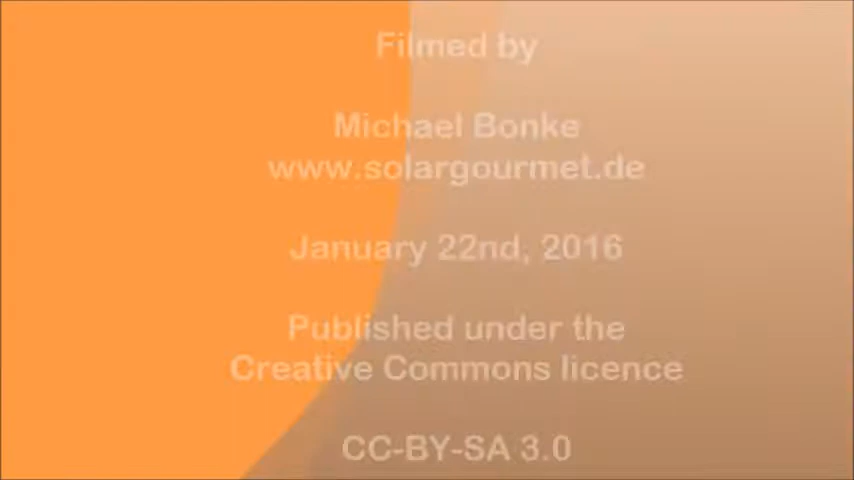 Filmed by
Michael Bonke
www.solargourmet.de
January 22nd, 2016
Published under the
Creative Commons licence
CC-BY-SA 3.0